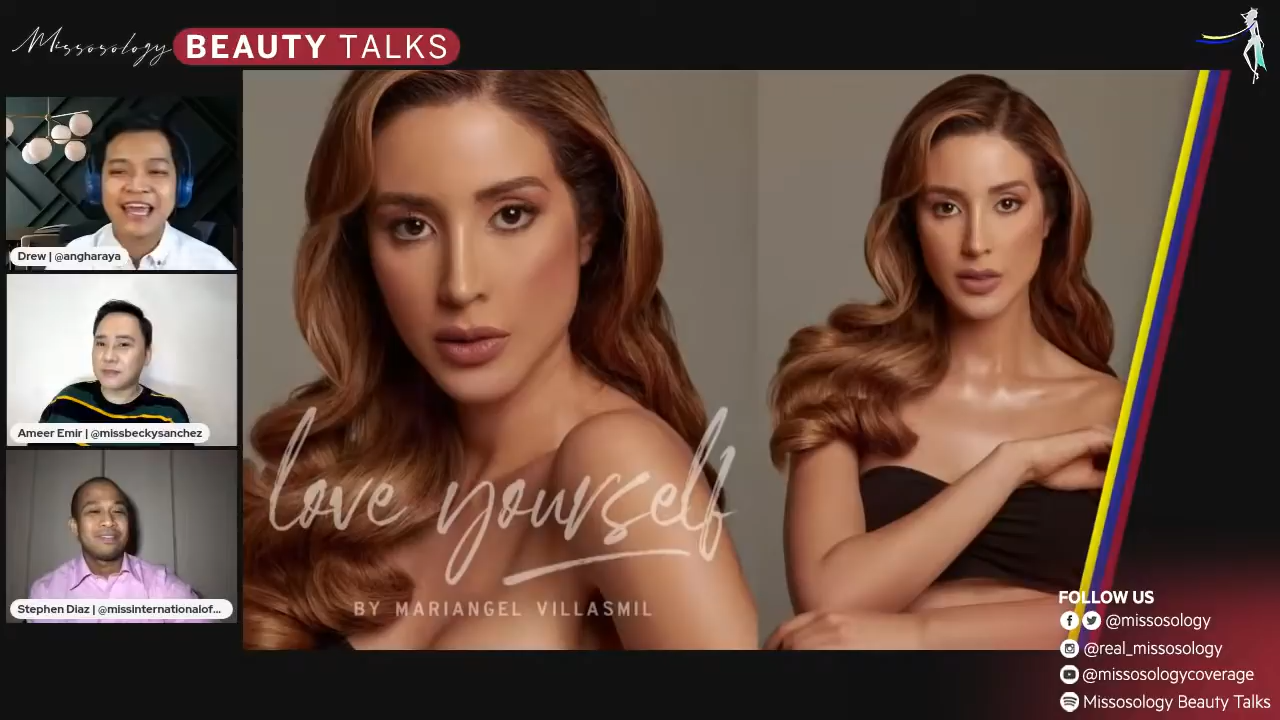 Missosology BEAUTY TALKS
Drew | @angharaya
Ameer Emir | @missbeckysanchez
Stephen Diaz | @missinternationalof...
love yourself
BY MARIANGEL VILLASMIL
FOLLOW US
@missosology
@real_missosology
@missosologycoverage
Missosology Beauty Talks